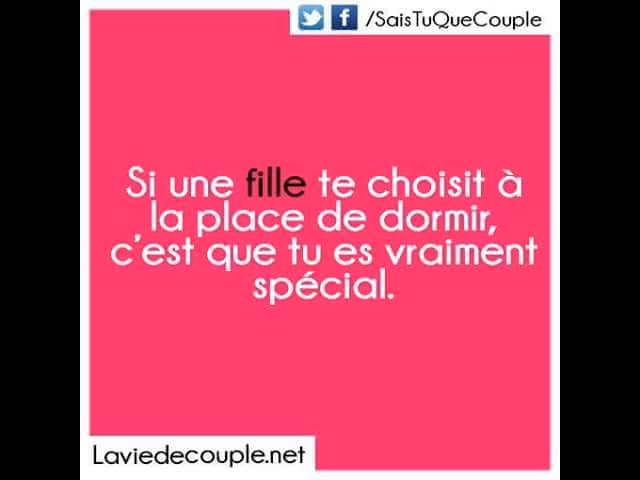 /SaisTuQueCouple
Si une fille te choisit à
la place de dormir,
c'est que tu es vraiment
spécial.
Laviedecouple.net